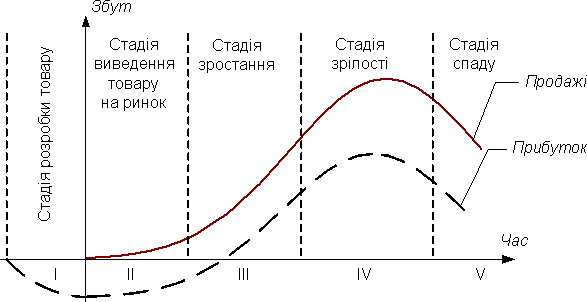 Збут
Стадія розробки товару
Стадія
виведення
товару
на ринок
Стадія
зростання
Стадія
зрілості
Стадія
спаду
Продажі
Прибуток
Час
I
II
III
IV
V